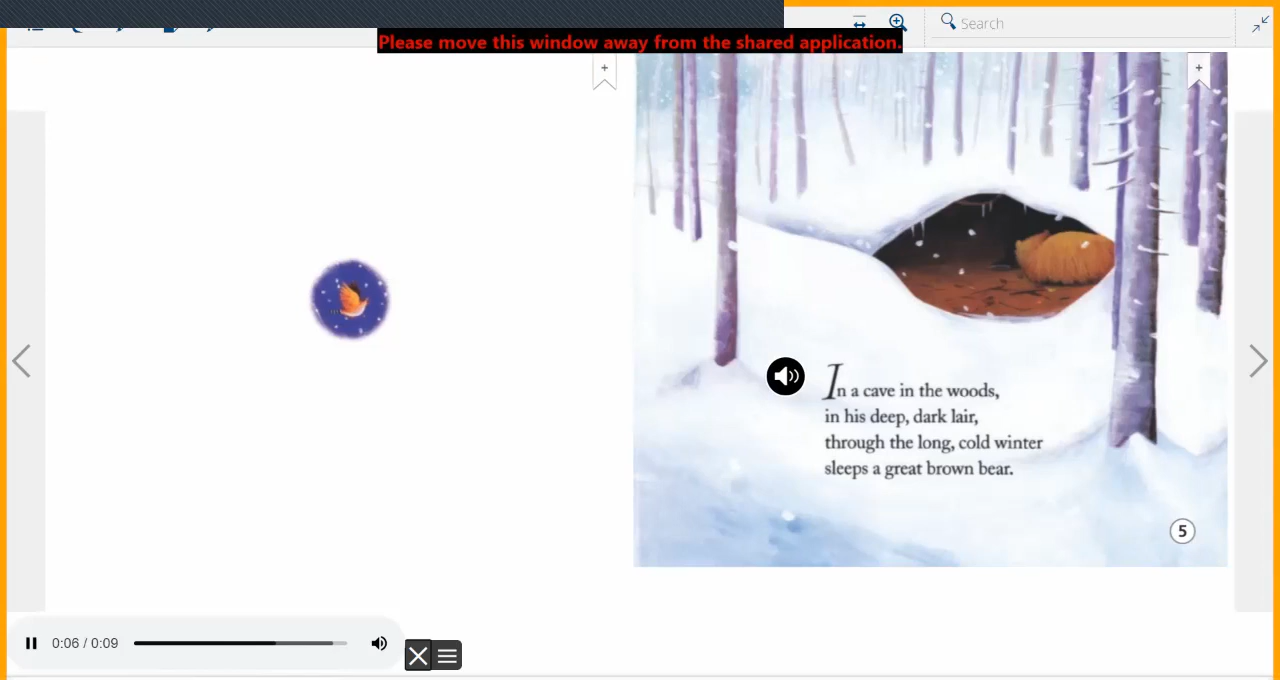 Search
Please move this window away from the shared application.
+
+
In a cave in the woods,
in his deep, dark lair,
through the long, cold winter
sleeps a great brown bear.
5
0:06 / 0:09